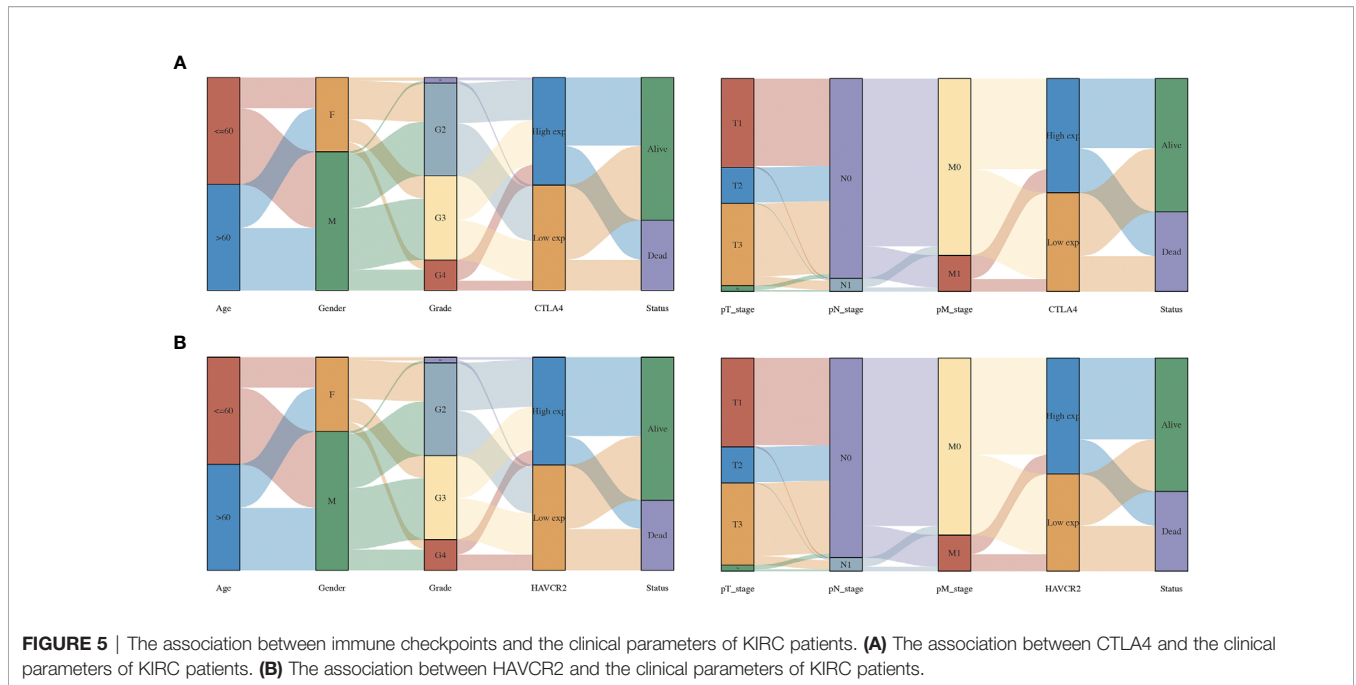 A
<=60
>60
F
M
G2
G3
G4
High exp
Low exp
Alive
Dead
Age
Gender
Grade
CTLA4
Status
T1
T2
T3
N0
N1
M0
M1
High exp
Low exp
Alive
Dead
pT_stage
pN_stage
pM_stage
CTLA4
Status
B
<=60
>60
F
M
G2
G3
G4
High exp
Low exp
Alive
Dead
Age
Gender
Grade
HAVCR2
Status
T1
T2
T3
N0
N1
M0
M1
High exp
Low exp
Alive
Dead
pT_stage
pN_stage
pM_stage
HAVCR2
Status
FIGURE 5 | The association between immune checkpoints and the clinical parameters of KIRC patients. (A) The association between CTLA4 and the clinical
parameters of KIRC patients. (B) The association between HAVCR2 and the clinical parameters of KIRC patients.